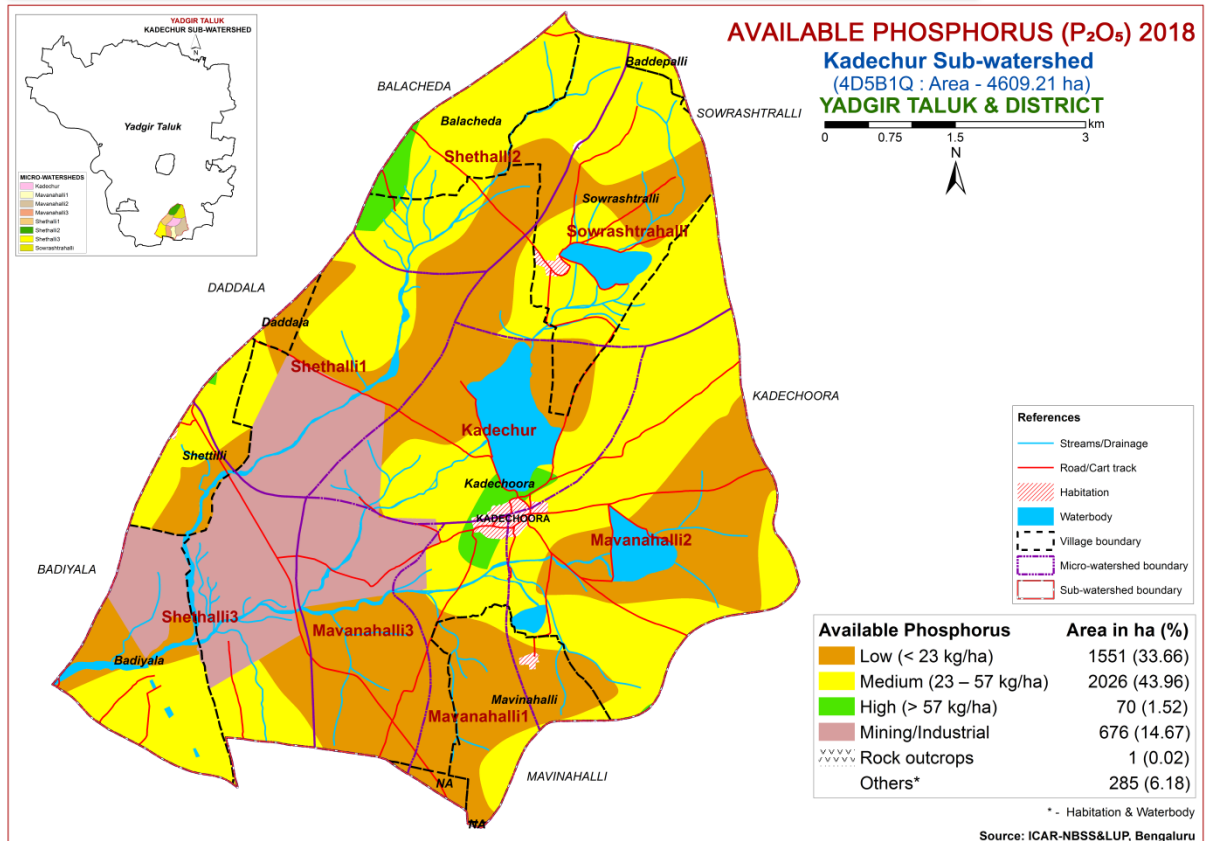 YADGIR TALUK
KADECHUR SUB-WATERSHED
N
Yadgir Taluk
MICRO-WATERSHEDS
Kadechur
Mavanahalli1
Mavanahalli2
Mavanahalli3
Shethalli1
Shethalli2
Shethalli3
Sowrashtrahalli
AVAILABLE PHOSPHORUS (P₂O₅) 2018
Kadechur Sub-watershed
(4D5B1Q : Area - 4609.21 ha)
YADGIR TALUK & DISTRICT
km
0 0.75 1.5 3
N
Baddepalli
BALACHEDA
SOWRASHTRALLI
Balacheda
Shethalli2
Sowrashtralli
Sowrashtrahalli
DADDALA
Daddala
Shethalli1
KADECHOORA
Kadechur
Shettilli
Kadechoora
KADECHOORA
Mavanahalli2
BADIYALA
Shethalli3
Mavanahalli3
Badiyala
Mavinahalli
Mavanahalli1
MAVINAHALLI
NA
NA
References
Streams/Drainage
Road/Cart track
Habitation
Waterbody
Village boundary
Micro-watershed boundary
Sub-watershed boundary
Available Phosphorus Area in ha (%)
Low (< 23 kg/ha) 1551 (33.66)
Medium (23 – 57 kg/ha) 2026 (43.96)
High (> 57 kg/ha) 70 (1.52)
Mining/Industrial 676 (14.67)
Rock outcrops 1 (0.02)
Others* 285 (6.18)
* - Habitation & Waterbody
Source: ICAR-NBSS&LUP, Bengaluru